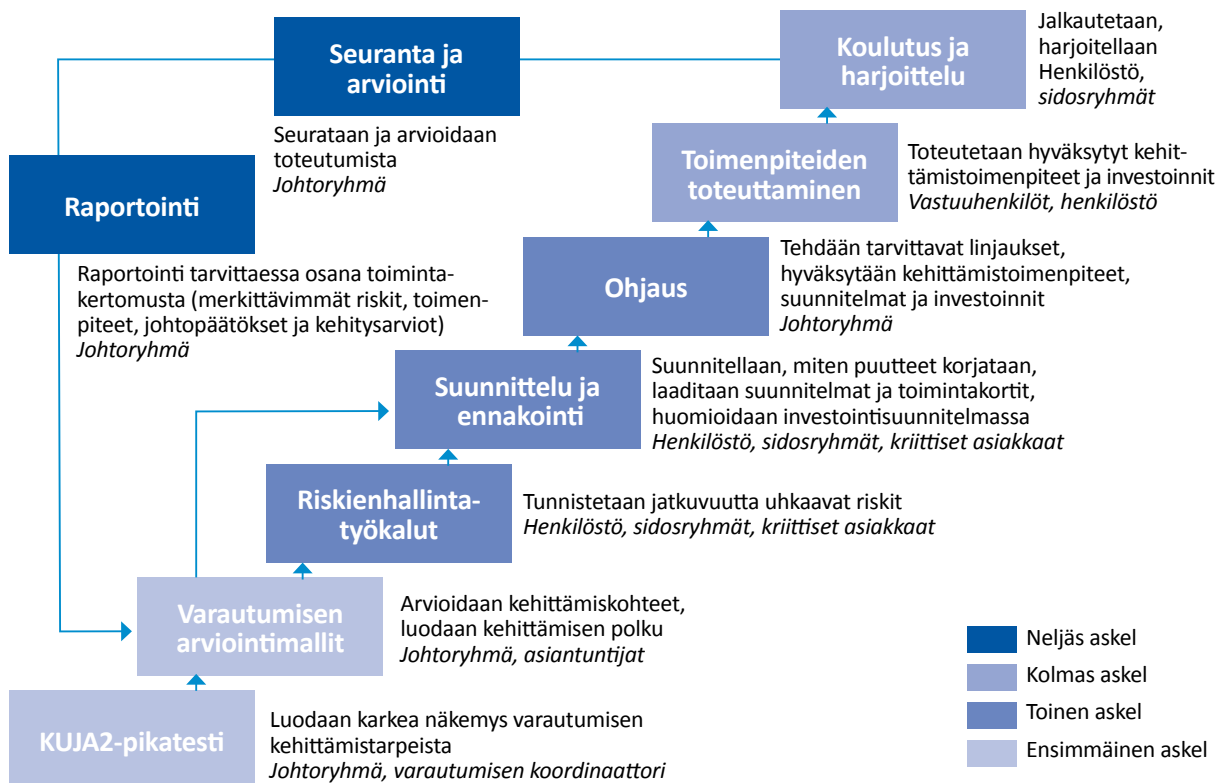 Seuranta ja
arviointi
Seurataan ja arvioidaan
toteutumista
Johtoryhmä
Koulutus ja
harjoittelu
Jalkautetaan,
harjoitellaan
Henkilöstö,
sidosryhmät
Raportointi
Raportointi tarvittaessa osana toiminta-
kertomusta (merkittävimmät riskit, toimen-
piteet, johtopäätökset ja kehitysarviot)
Johtoryhmä
Toimenpiteiden
toteuttaminen
Toteutetaan hyväksytyt kehit-
tämistoimenpiteet ja investoinnit
Vastuuhenkilöt, henkilöstö
Ohjaus
Tehdään tarvittavat linjaukset,
hyväksytään kehittämistoimenpiteet,
suunnitelmat ja investoinnit
Johtoryhmä
Suunnittelu ja
ennakointi
Suunnitellaan, miten puutteet korjataan,
laaditaan suunnitelmat ja toimintakortit,
huomioidaan investointisuunnitelmassa
Henkilöstö, sidosryhmät, kriittiset asiakkaat
Riskienhallinta-
työkalut
Tunnistetaan jatkuvuutta uhkaavat riskit
Henkilöstö, sidosryhmät, kriittiset asiakkaat
Varautumisen
arviointimallit
Arvioidaan kehittämiskohteet,
luodaan kehittämisen polku
Johtoryhmä, asiantuntijat
KUJA2-pikatesti
Luodaan karkea näkemys varautumisen
kehittämistarpeista
Johtoryhmä, varautumisen koordinaattori
Neljäs askel
Kolmas askel
Toinen askel
Ensimmäinen askel